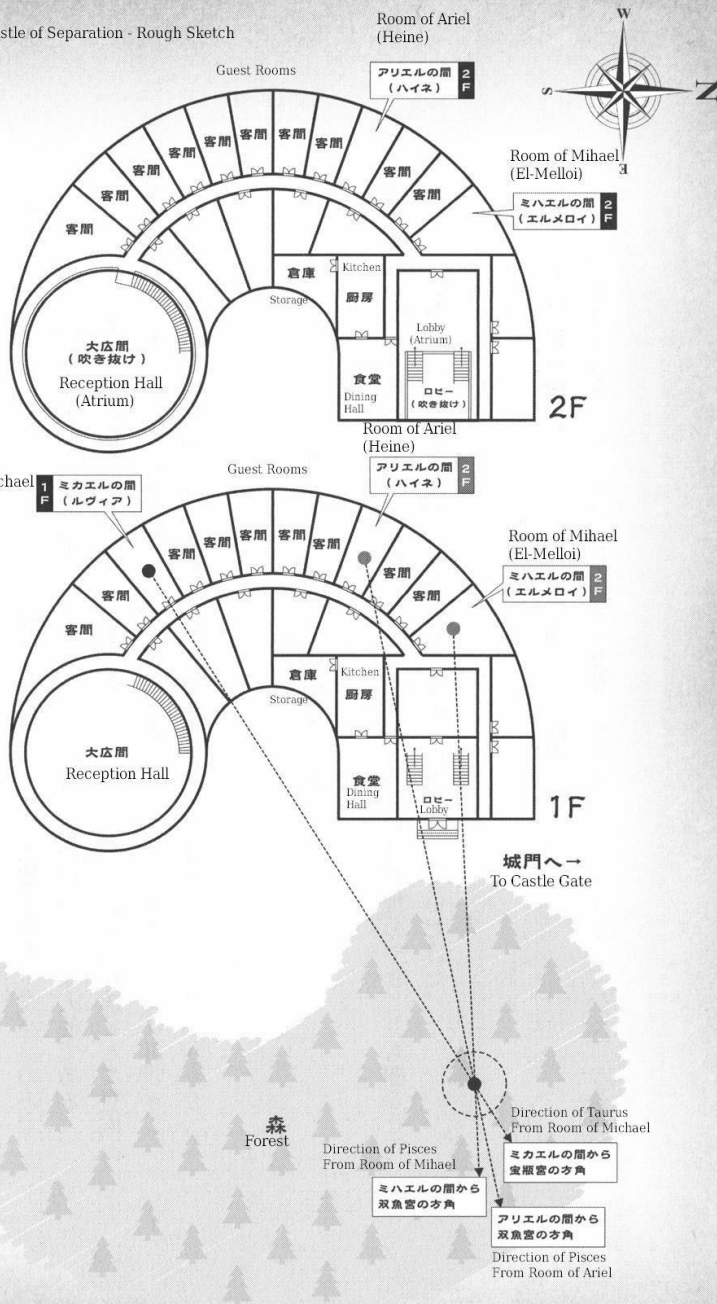 stle of Separation - Rough Sketch
Room of Ariel
(Heine)
W
S
N
E
Guest Rooms
アリエルの間
(ハイネ)
2F
Room of Mihael
(El-Melloi)
ミハエルの間
(エルメロイ)
2F
客間
客間
客間
客間
客間
客間
客間
客間
客間
客間
倉庫
Storage
Kitchen
厨房
Lobby
(Atrium)
ロビー
(吹き抜け)
食堂
Dining
Hall
大広間
(吹き抜け)
Reception Hall
(Atrium)
2F
Room of Ariel
(Heine)
アリエルの間
(ハイネ)
2F
Guest Rooms
chael
1F
ミカエルの間
(ルヴィア)
Room of Mihael
(El-Melloi)
ミハエルの間
(エルメロイ)
2F
客間
客間
客間
客間
客間
客間
客間
客間
客間
倉庫
Storage
Kitchen
厨房
食堂
Dining
Hall
ロビー
Lobby
大広間
Reception Hall
1F
城門へ→
To Castle Gate
森
Forest
Direction of Taurus
From Room of Michael
ミカエルの間から
宝瓶宮の方角
Direction of Pisces
From Room of Mihael
ミハエルの間から
双魚宮の方角
アリエルの間から
双魚宮の方角
Direction of Pisces
From Room of Ariel